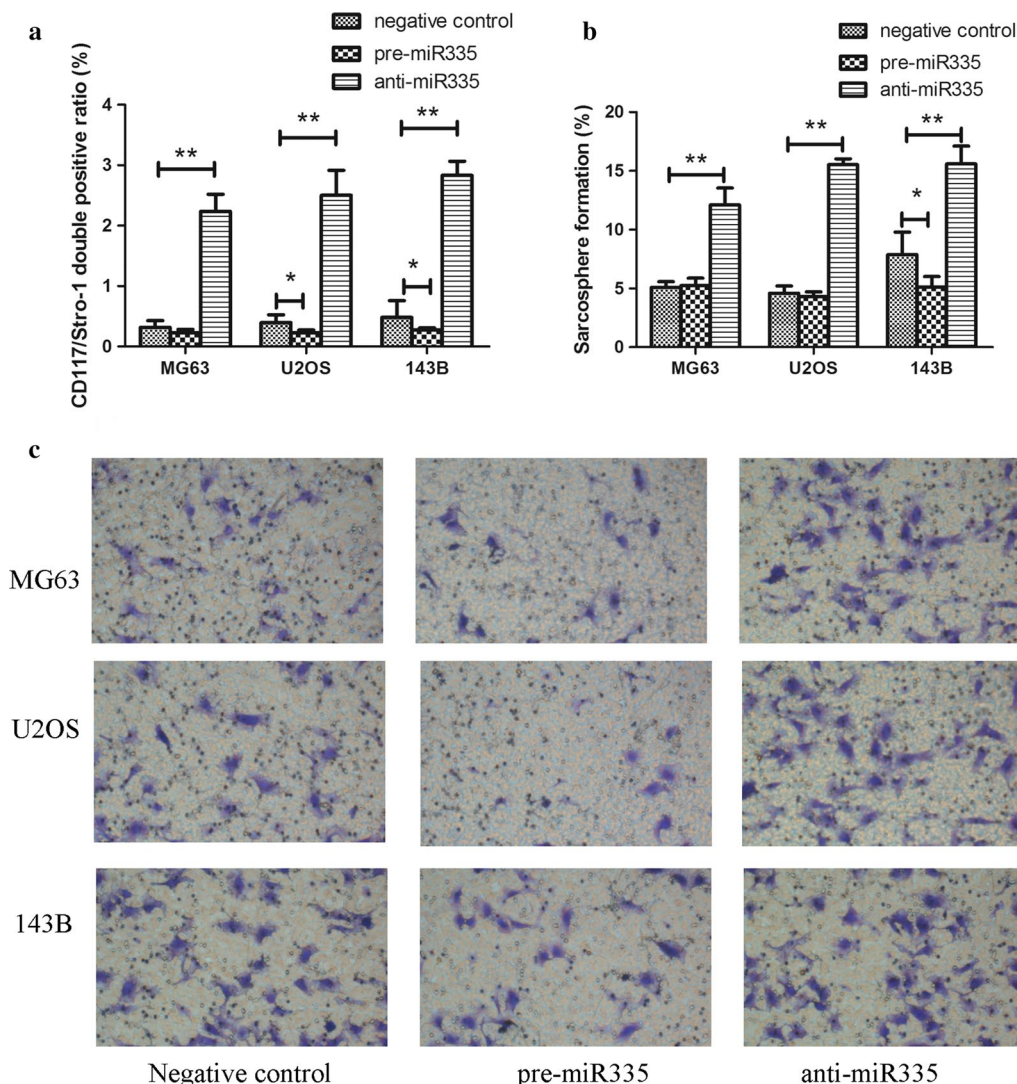 a
negative control
pre-miR335
anti-miR335
CD117/Stro-1 double positive ratio (%)
4
3
2
1
0
**
**
**
*
*
MG63
U2OS
143B
b
negative control
pre-miR335
anti-miR335
Sarcosphere formation (%)
20
15
10
5
0
**
**
**
*
MG63
U2OS
143B
c
MG63
U2OS
143B
Negative control
pre-miR335
anti-miR335